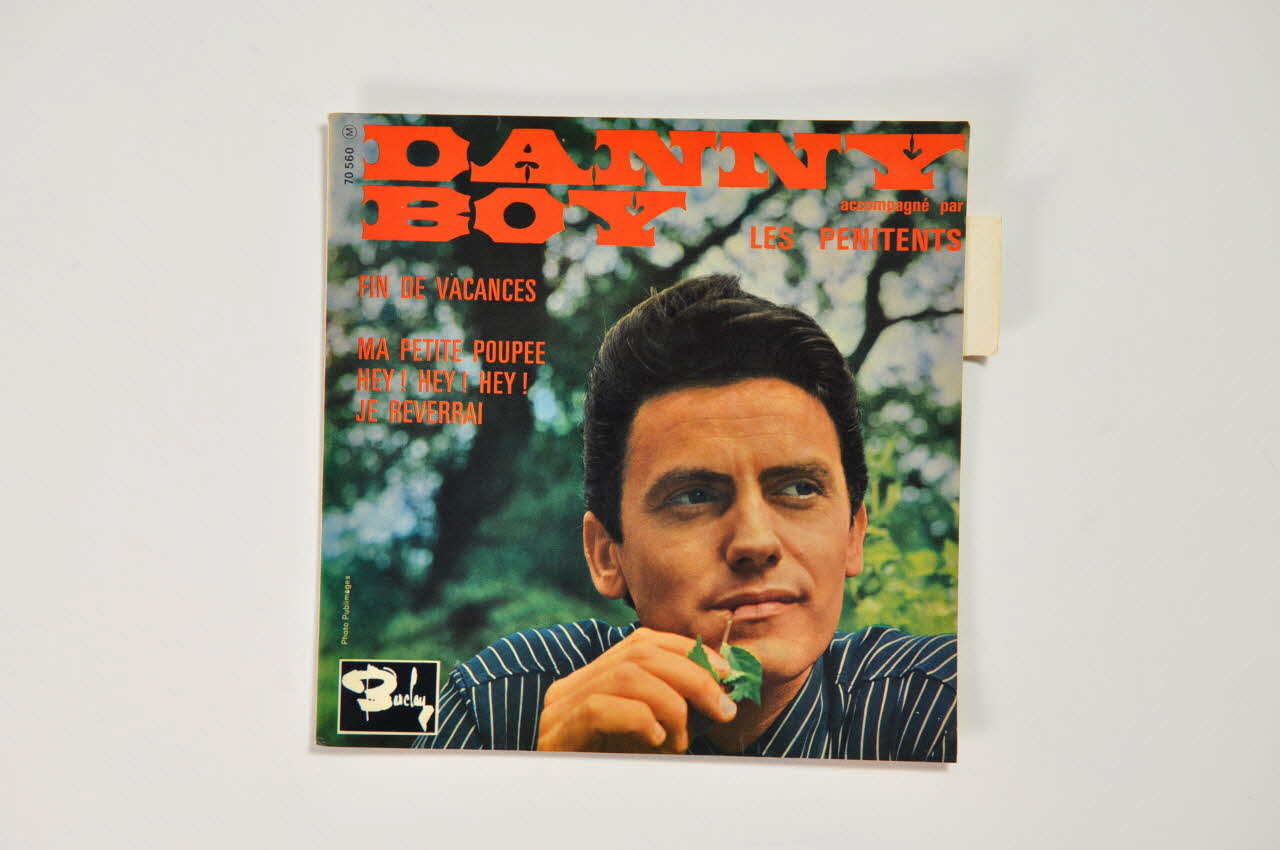 70 560 M
DANNY
BOY
accompagné par
LES PENITENTS
FIN DE VACANCES
MA PETITE POUPEE
HEY ! HEY ! HEY !
JE REVERRAI
Photo Publimages
Barclay